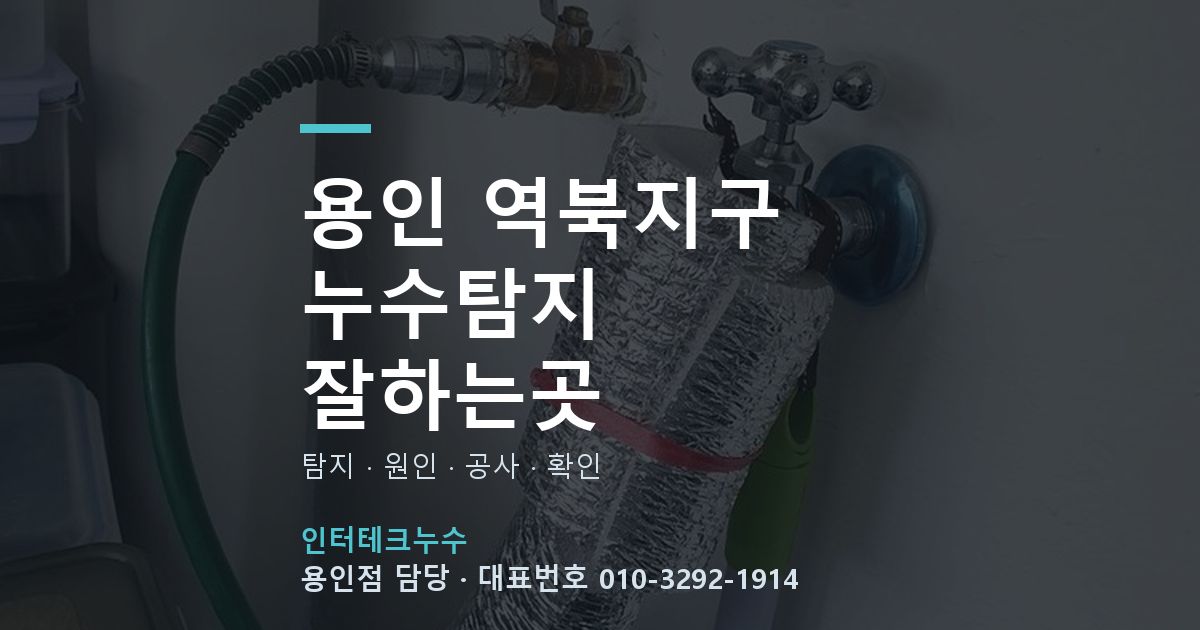 용인 역북지구
누수탐지
잘하는곳
탐지 · 원인 · 공사 · 확인
인터테크누수
용인점 담당 · 대표번호 010-3292-1914